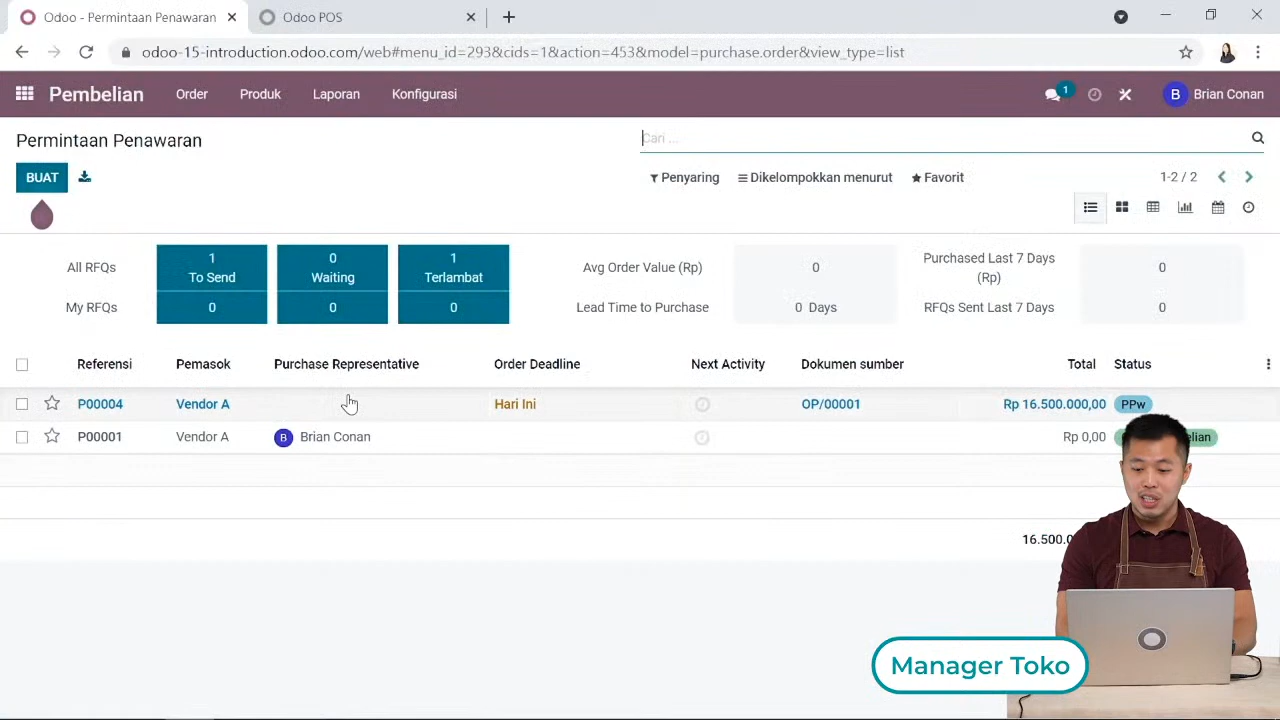 Odoo - Permintaan Penawaran
Odoo POS
odoo-15-introduction.odoo.com/web#menu_id=293&cids=1&action=453&model=purchase.order&view_type=list
Pembelian Order Produk Laporan Konfigurasi 1 B Brian Conan
Permintaan Penawaran
Cari ...
BUAT
Penyaring Dikelompokkan menurut Favorit 1-2 / 2
All RFQs 1 To Send 0 Waiting 1 Terlambat Avg Order Value (Rp) 0 Purchased Last 7 Days (Rp) 0
My RFQs 0 0 0 Lead Time to Purchase 0 Days RFQs Sent Last 7 Days 0
Referensi Pemasok Purchase Representative Order Deadline Next Activity Dokumen sumber Total Status
P00004 Vendor A Hari Ini OP/00001 Rp 16.500.000,00 PPw
P00001 Vendor A B Brian Conan Rp 0,00
Manager Toko